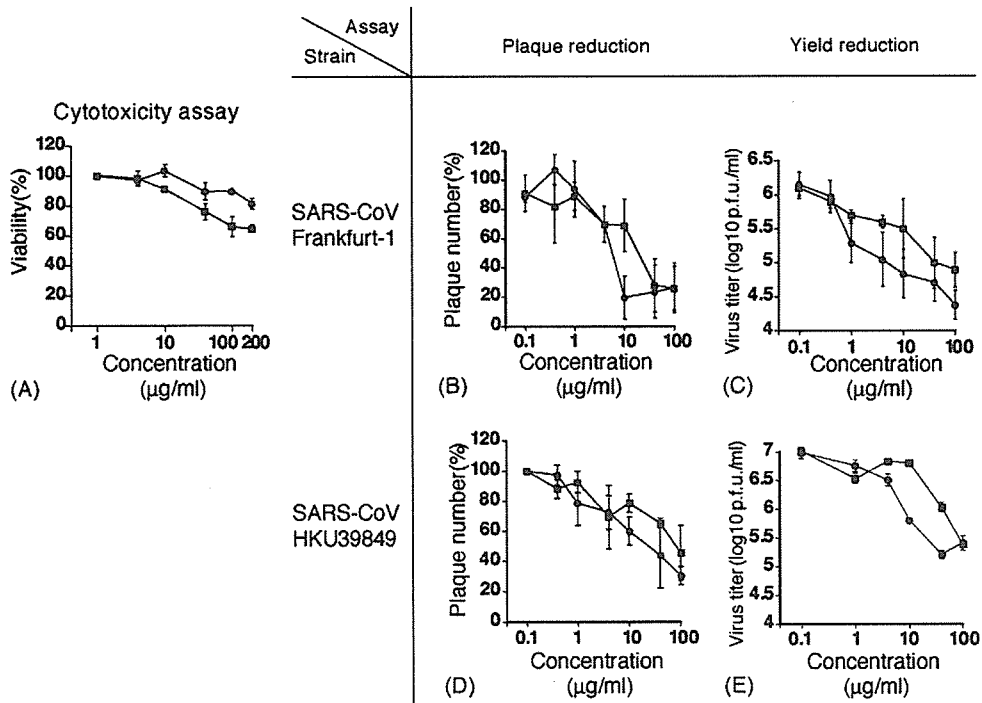 Assay
Strain
Plaque reduction
Yield reduction
Cytotoxicity assay
120
100
80
60
40
20
0
Viability(%)
1 10 100 200
Concentration
(μg/ml)
(A)
SARS-CoV
Frankfurt-1
120
100
80
60
40
20
0
Plaque number(%)
0.1 1 10 100
Concentration
(μg/ml)
(B)
6.5
6
5.5
5
4.5
4
Virus titer (log10 p.f.u./ml)
0.1 1 10 100
Concentration
(μg/ml)
(C)
SARS-CoV
HKU39849
120
100
80
60
40
20
0
Plaque number(%)
0.1 1 10 100
Concentration
(μg/ml)
(D)
7
6.5
6
5.5
5
4.5
4
Virus titer (log10 p.f.u./ml)
0.1 1 10 100
Concentration
(μg/ml)
(E)